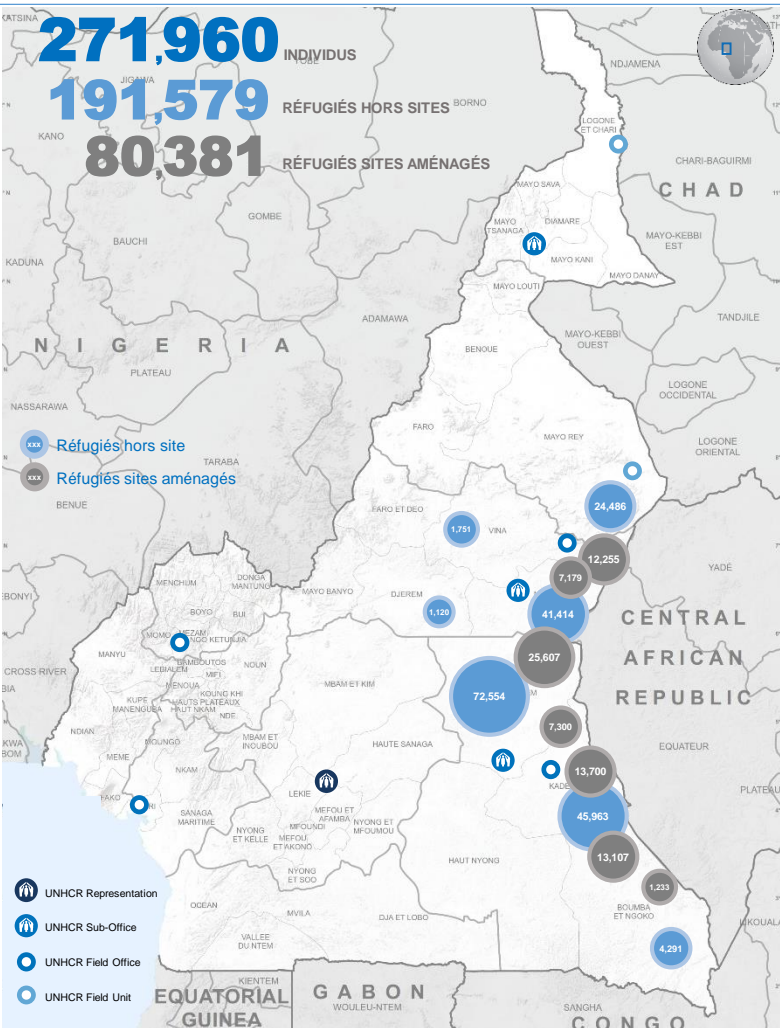 KATSINA
271,960 INDIVIDUS
YOBE
JIGAWA
191,579 RÉFUGIÉS HORS SITES
BORNO
KANO
80,381 RÉFUGIÉS SITES AMÉNAGÉS
NDJAMENA
LOGONE
ET CHARI
CHARI-BAGUIRMI
CHAD
MAYO SAVA
MAYO
TSANAGA
DIAMARE
MAYO KANI
MAYO DANAY
MAYO-KEBBI
EST
GOMBE
BAUCHI
KADUNA
MAYO LOUTI
ADAMAWA
TANDJILE
MAYO-KEBBI
OUEST
NIGERIA
BENOUE
PLATEAU
NASSARAWA
LOGONE
OCCIDENTAL
FARO
MAYO REY
LOGONE
ORIENTAL
xxx Réfugiés hors site
TARABA
xxx Réfugiés sites aménagés
BENUE
24,486
FARO ET DEO
1,751
VINA
12,255
YADÉ
7,179
DONGA
MANTUNG
MENCHUM
MAYO BANYO
DJEREM
EBONYI
BOYO
BUI
1,120
41,414
CENTRAL
AFRICAN
REPUBLIC
MOMO
MEZAM
NGO KETUNJIA
MANYU
25,607
CROSS RIVER
LEBIALEM
BAMBOUTOS
MIFI
NOUN
MENOUA
KOUNG KHI
HAUTS PLATEAUX
HAUT NKAM
NDE
KUPE
MANENGUBA
MBAM ET KIM
72,554
7,300
NDIAN
MOUNGO
MBAM ET
INOUBOU
HAUTE SANAGA
EQUATEUR
AKWA
IBOM
MEME
NKAM
13,700
KADE
LEKIE
PLATEAU
FAKO
RI
SANAGA
MARITIME
MEFOU ET
AFAMBA
MFOUNDI
NYONG ET
MFOUMOU
45,963
NYONG
ET KELLE
MEFOU
ET AKONO
13,107
HAUT NYONG
NYONG
ET SOO
1,233
UNHCR Representation
OCEAN
MVILA
DJA ET LOBO
BOUMBA
ET NGOKO
LIKOUALA
UNHCR Sub-Office
VALLEE
DU NTEM
4,291
UNHCR Field Office
KIENTEM
UNHCR Field Unit
EQUATORIAL
GUINEA
GABON
WOULEU-NTEM
SANGHA
CONGO